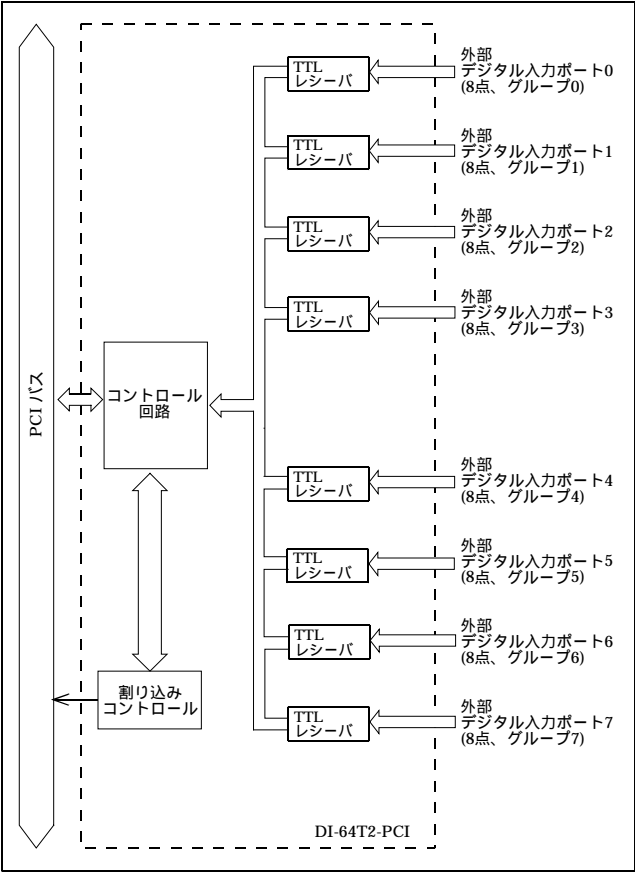 TTL
レシーバ
外部
デジタル入力ポート0
(8点、グループ0)
TTL
レシーバ
外部
デジタル入力ポート1
(8点、グループ1)
TTL
レシーバ
外部
デジタル入力ポート2
(8点、グループ2)
TTL
レシーバ
外部
デジタル入力ポート3
(8点、グループ3)
PCI バス
コントロール
回路
TTL
レシーバ
外部
デジタル入力ポート4
(8点、グループ4)
TTL
レシーバ
外部
デジタル入力ポート5
(8点、グループ5)
TTL
レシーバ
外部
デジタル入力ポート6
(8点、グループ6)
割り込み
コントロール
TTL
レシーバ
外部
デジタル入力ポート7
(8点、グループ7)
DI-64T2-PCI